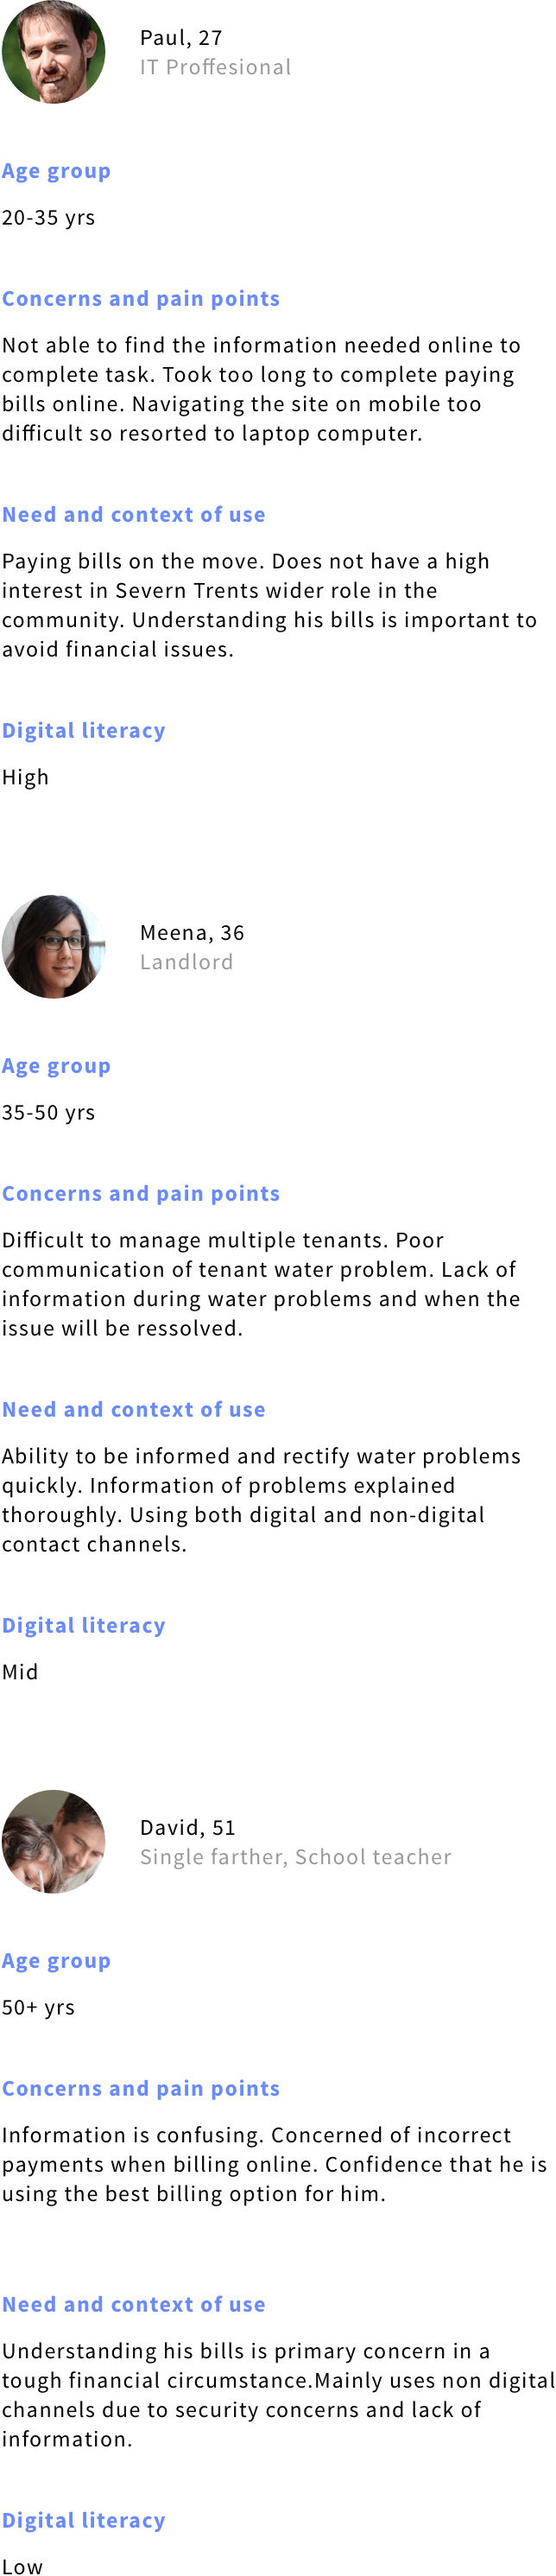 Paul, 27
IT Proffesional
Age group
20-35 yrs
Concerns and pain points
Not able to find the information needed online to
complete task. Took too long to complete paying
bills online. Navigating the site on mobile too
difficult so resorted to laptop computer.
Need and context of use
Paying bills on the move. Does not have a high
interest in Severn Trents wider role in the
community. Understanding his bills is important to
avoid financial issues.
Digital literacy
High
Meena, 36
Landlord
Age group
35-50 yrs
Concerns and pain points
Difficult to manage multiple tenants. Poor
communication of tenant water problem. Lack of
information during water problems and when the
issue will be ressolved.
Need and context of use
Ability to be informed and rectify water problems
quickly. Information of problems explained
thoroughly. Using both digital and non-digital
contact channels.
Digital literacy
Mid
David, 51
Single farther, School teacher
Age group
50+ yrs
Concerns and pain points
Information is confusing. Concerned of incorrect
payments when billing online. Confidence that he is
using the best billing option for him.
Need and context of use
Understanding his bills is primary concern in a
tough financial circumstance.Mainly uses non digital
channels due to security concerns and lack of
information.
Digital literacy
Low